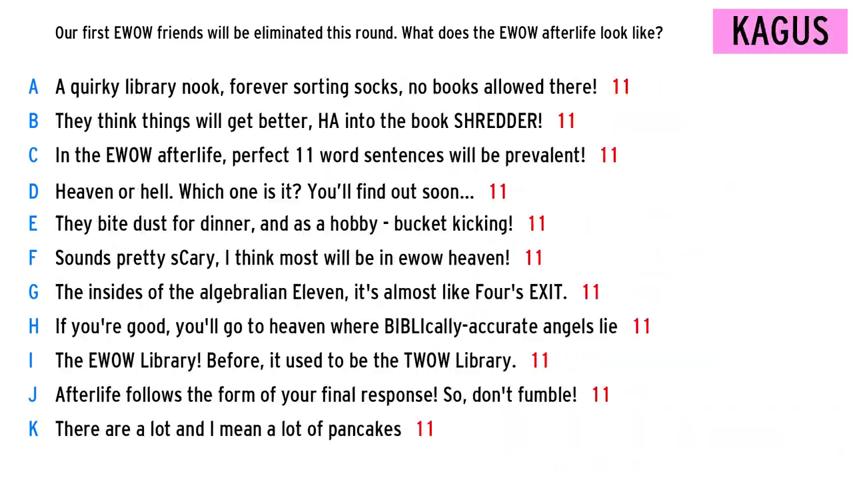 Our first EWOW friends will be eliminated this round. What does the EWOW afterlife look like?
KAGUS
A A quirky library nook, forever sorting socks, no books allowed there! 11
B They think things will get better, HA into the book SHREDDER! 11
C In the EWOW afterlife, perfect 11 word sentences will be prevalent! 11
D Heaven or hell. Which one is it? You'll find out soon... 11
E They bite dust for dinner, and as a hobby - bucket kicking! 11
F Sounds pretty sCary, I think most will be in ewow heaven! 11
G The insides of the algebralian Eleven, it's almost like Four's EXIT. 11
H If you're good, you'll go to heaven where BIBLIcally-accurate angels lie 11
I The EWOW Library! Before, it used to be the TWOW Library. 11
J Afterlife follows the form of your final response! So, don't fumble! 11
K There are a lot and I mean a lot of pancakes 11